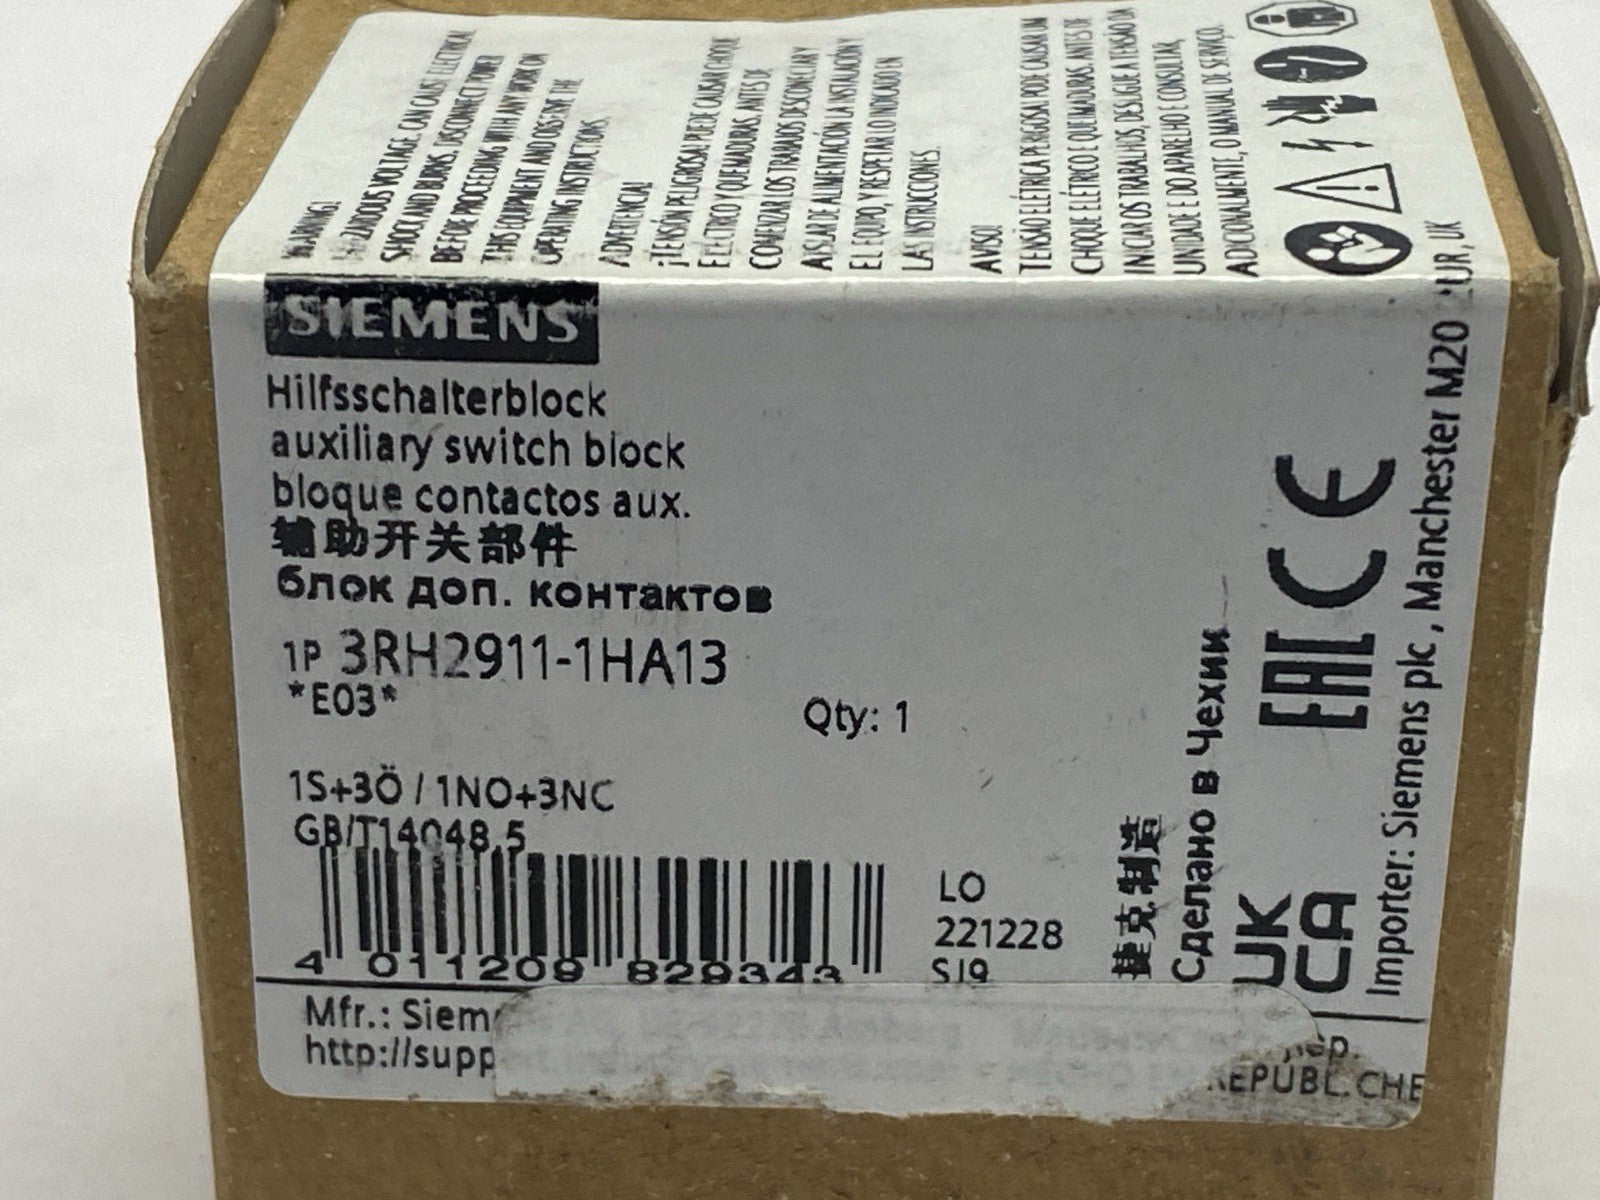 WARNING!
HAZARDOUS VOLTAGE. CAN CAUSE ELECTRICAL
SHOCK AND BURNS. DISCONNECT POWER
BEFORE PROCEEDING WITH ANY WORK ON
THIS EQUIPMENT AND OBSERVE THE
OPERATING INSTRUCTIONS.
ADVERTENCIA!
¡TENSIÓN PELIGROSA! PUEDE CAUSAR CHOQUE
ELÉCTRICO Y QUEMADURAS. ANTES DE
COMENZAR LOS TRABAJOS DESCONECLIAR Y
AISLAR DE ALIMENTACIÓN LA INSTALACIÓN Y
EL EQUIPO, Y RESPETAR LO INDICADO EN
LAS INSTRUCCIONES.
AVISO!
TENSÃO ELÉTRICA PERIGOSA! PODE CAUSAR UM
CHOQUE ELÉTRICO E QUEIMADURAS. ANTES DE
INICIAR OS TRABALHOS, DESLIGUE A TENSÃO DA
UNIDADE E DO APARELHO E CONSULTAR,
ADICIONALMENTE, O MANUAL DE SERVIÇO.
SIEMENS
Hilfsschalterblock
auxiliary switch block
bloque contactos aux.
辅助开关部件
блок доп. контактов
1P 3RH2911-1HA13
*E03*
Qty: 1
1S+3Ö / 1NO+3NC
GB/T14048.5
4 011209 829343
LO
221228
SJ9
捷克制造
Сделано в Чехии
UK
CA
EAC
CE
Importer: Siemens plc, Manchester M20 2UR, UK
Mfr.: Siem
http://supp
REPUBL. CHE